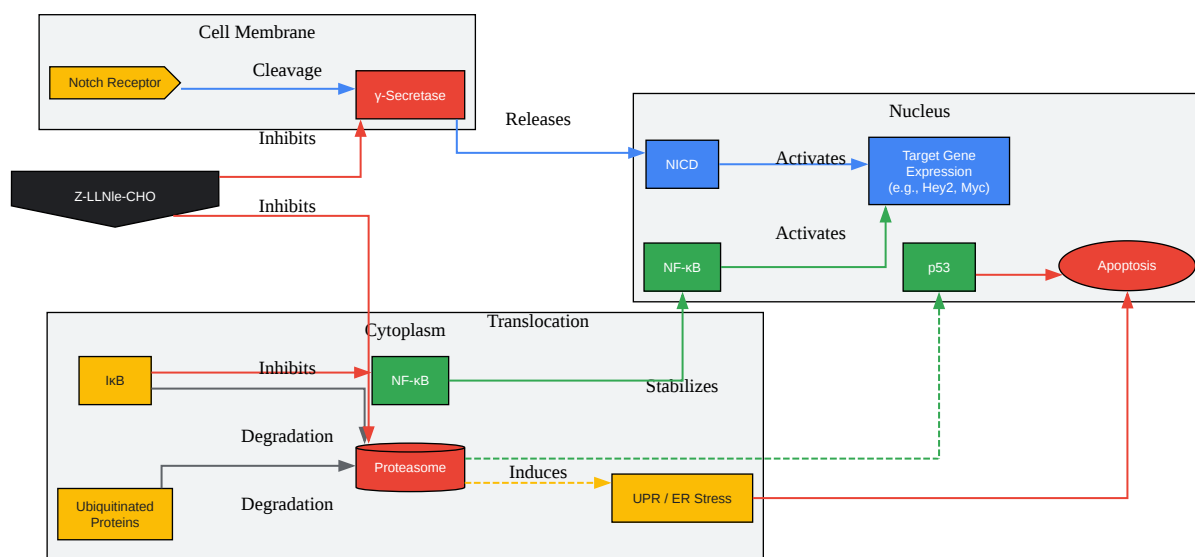 Cell Membrane
Notch Receptor
Cleavage
γ-Secretase
Inhibits
Releases
Z-LLNle-CHO
Inhibits
Nucleus
NICD
Activates
Target Gene
Expression
(e.g., Hey2, Myc)
Activates
NF-κB
p53
Apoptosis
Translocation
Cytoplasm
IκB
Inhibits
NF-κB
Stabilizes
Degradation
Proteasome
Induces
Degradation
Ubiquitinated
Proteins
UPR / ER Stress